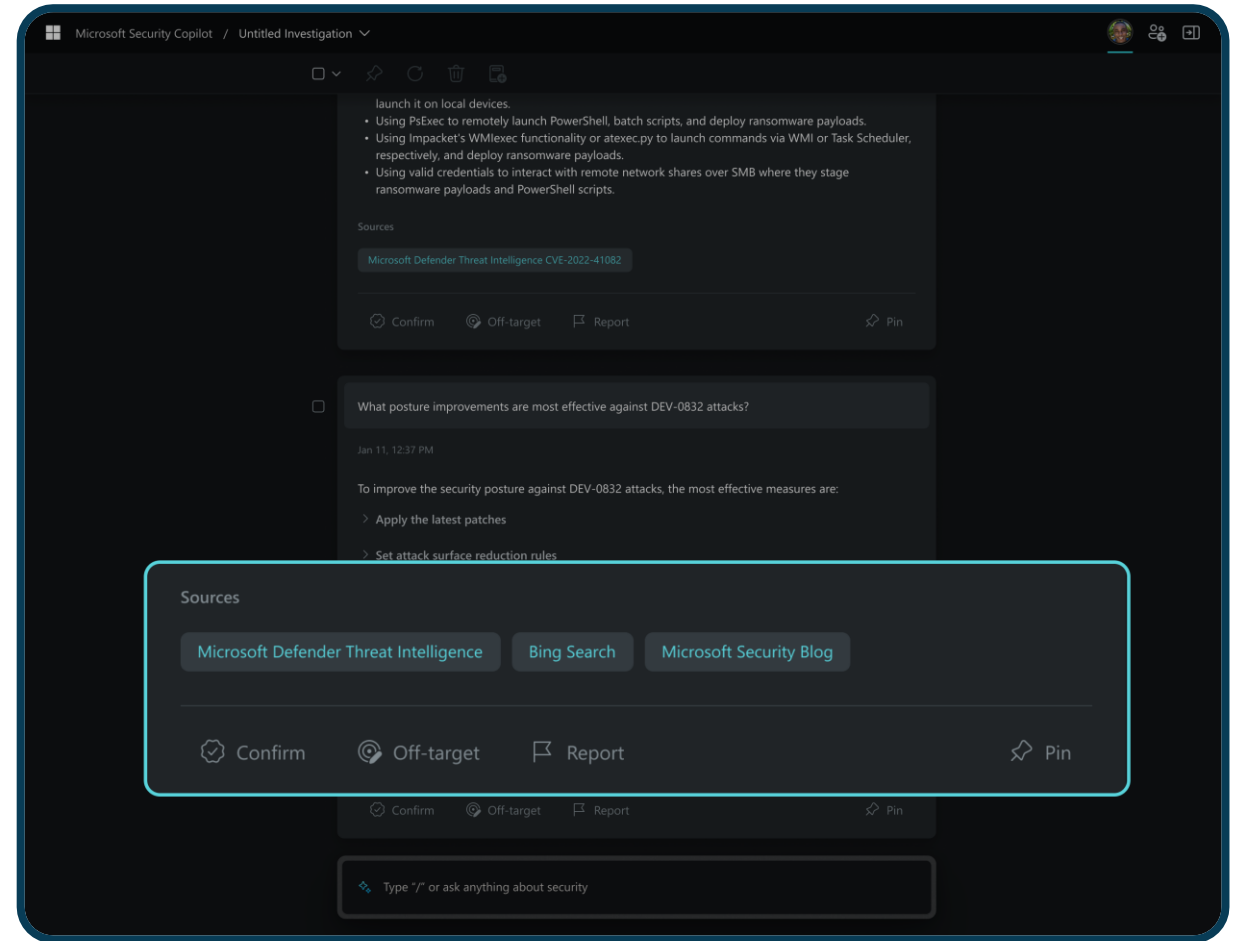 Microsoft Security Copilot / Untitled Investigation
launch it on local devices.
• Using PsExec to remotely launch PowerShell, batch scripts, and deploy ransomware payloads.
• Using Impacket's WMIexec functionality or atexec.py to launch commands via WMI or Task Scheduler,
respectively, and deploy ransomware payloads.
• Using valid credentials to interact with remote network shares over SMB where they stage
ransomware payloads and PowerShell scripts.
Sources
Microsoft Defender Threat Intelligence CVE-2022-41082
Confirm Off-target Report Pin
What posture improvements are most effective against DEV-0832 attacks?
Jan 11, 12:37 PM
To improve the security posture against DEV-0832 attacks, the most effective measures are:
> Apply the latest patches
> Set attack surface reduction rules
Sources
Microsoft Defender Threat Intelligence Bing Search Microsoft Security Blog
Confirm Off-target Report Pin
Confirm Off-target Report Pin
Type "/" or ask anything about security